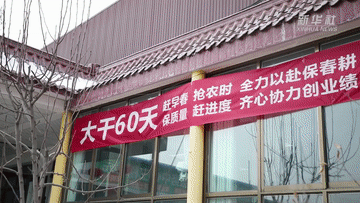 新华社
XINHUA NEWS
大干60天 赶早春 抢农时 全力以赴保春耕
保质量 赶进度 齐心协力创业绩